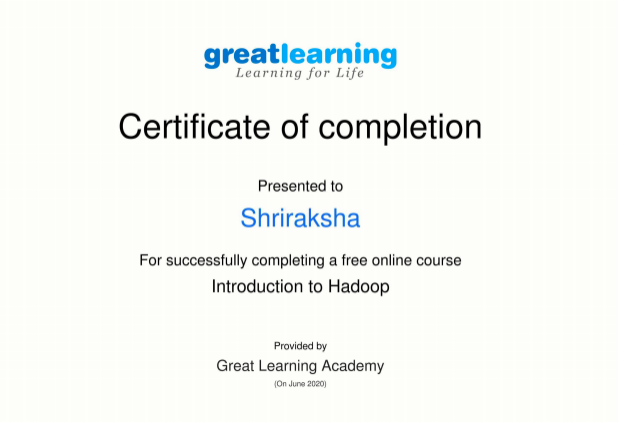 greatlearning
Learning for Life
Certificate of completion
Presented to
Shriraksha
For successfully completing a free online course
Introduction to Hadoop
Provided by
Great Learning Academy
(On June 2020)